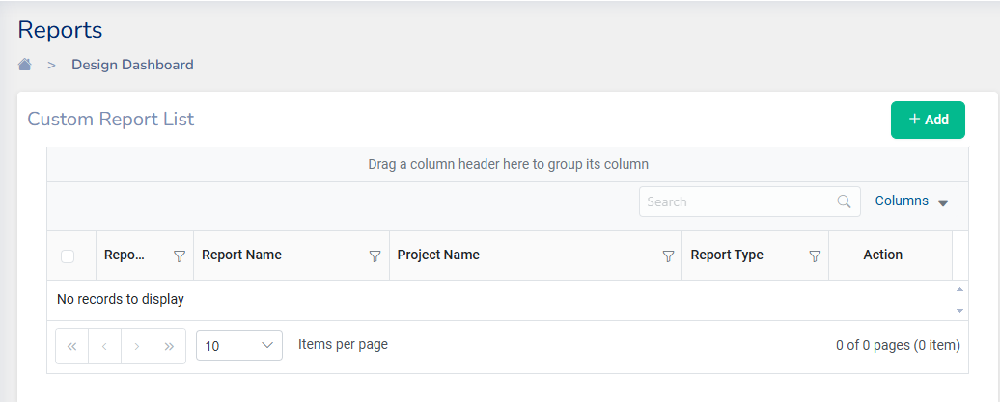 Reports
> Design Dashboard
Custom Report List
+ Add
Drag a column header here to group its column
Search
Columns
Repo...
Report Name
Project Name
Report Type
Action
No records to display
10
Items per page
0 of 0 pages (0 item)